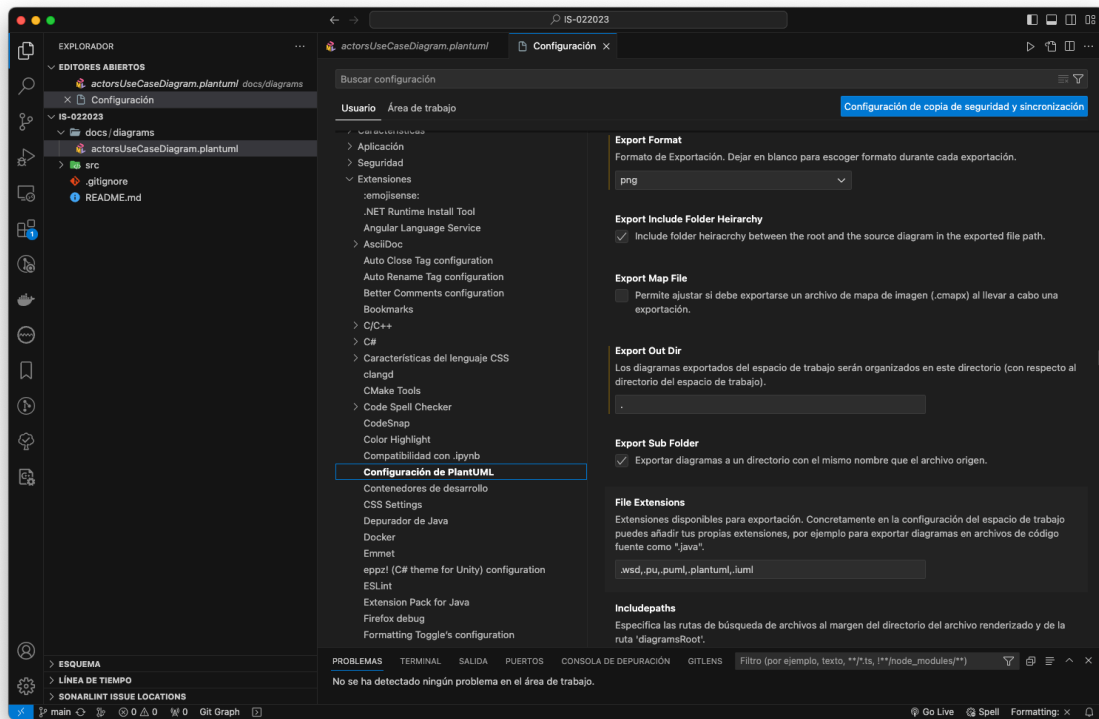 IS-022023
EXPLORADOR
EDITORES ABIERTOS
actorsUseCaseDiagram.plantuml docs/diagrams
Configuración
IS-022023
docs/diagrams
actorsUseCaseDiagram.plantuml
src
.gitignore
README.md
1
ESQUEMA
LÍNEA DE TIEMPO
SONARLINT ISSUE LOCATIONS
actorsUseCaseDiagram.plantuml
Configuración
Buscar configuración
Usuario
Área de trabajo
Configuración de copia de seguridad y sincronización
Características
Aplicación
Seguridad
Extensiones
:emojisense:
.NET Runtime Install Tool
Angular Language Service
AsciiDoc
Auto Close Tag configuration
Auto Rename Tag configuration
Better Comments configuration
Bookmarks
C/C++
C#
Características del lenguaje CSS
clangd
CMake Tools
Code Spell Checker
CodeSnap
Color Highlight
Compatibilidad con .ipynb
Configuración de PlantUML
Contenedores de desarrollo
CSS Settings
Depurador de Java
Docker
Emmet
eppz! (C# theme for Unity) configuration
ESLint
Extension Pack for Java
Firefox debug
Formatting Toggle's configuration
Export Format
Formato de Exportación. Dejar en blanco para escoger formato durante cada exportación.
png
Export Include Folder Heirarchy
Include folder heiracrchy between the root and the source diagram in the exported file path.
Export Map File
Permite ajustar si debe exportarse un archivo de mapa de imagen (.cmapx) al llevar a cabo una
exportación.
Export Out Dir
Los diagramas exportados del espacio de trabajo serán organizados en este directorio (con respecto al
directorio del espacio de trabajo).
.
Export Sub Folder
Exportar diagramas a un directorio con el mismo nombre que el archivo origen.
File Extensions
Extensiones disponibles para exportación. Concretamente en la configuración del espacio de trabajo
puedes añadir tus propias extensiones, por ejemplo para exportar diagramas en archivos de código
fuente como ".java".
.wsd,.pu,.puml,.plantuml,.iuml
Includepaths
Especifica las rutas de búsqueda de archivos al margen del directorio del archivo renderizado y de la
ruta 'diagramsRoot'.
PROBLEMAS
TERMINAL
SALIDA
PUERTOS
CONSOLA DE DEPURACIÓN
GITLENS
Filtro (por ejemplo, texto, **/*.ts, !**/node_modules/**)
No se ha detectado ningún problema en el área de trabajo.
main
0
0
0
Git Graph
Go Live
Spell
Formatting: ×